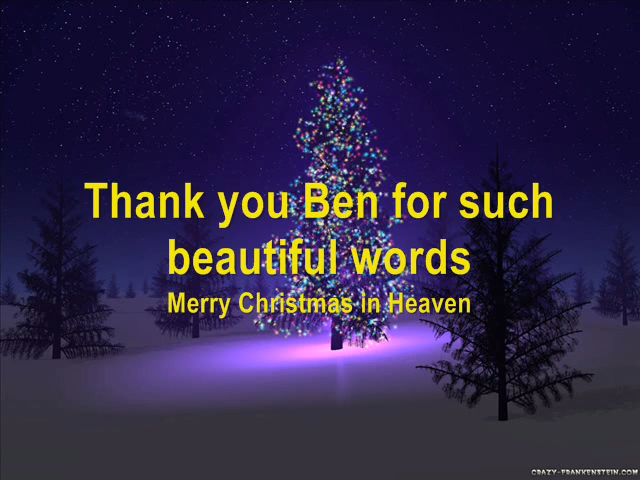 Thank you Ben for such
beautiful words
Merry Christmas in Heaven
CRAZY-FRANKENSTEIN.COM